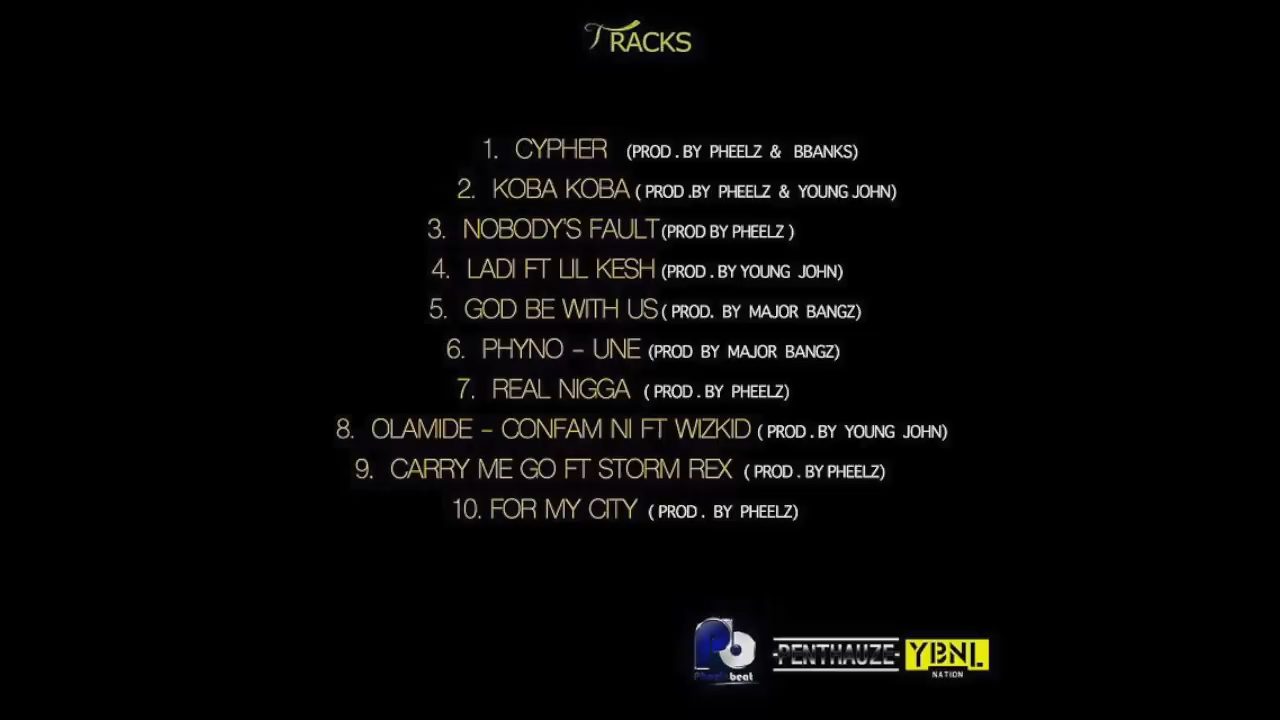 TRACKS
1. CYPHER (PROD.BY PHEELZ & BBANKS)
2. KOBA KOBA ( PROD.BY PHEELZ & YOUNG JOHN)
3. NOBODY'S FAULT (PROD BY PHEELZ )
4. LADI FT LIL KESH (PROD.BY YOUNG JOHN)
5. GOD BE WITH US ( PROD. BY MAJOR BANGZ)
6. PHYNO - UNE (PROD BY MAJOR BANGZ)
7. REAL NIGGA ( PROD.BY PHEELZ)
8. OLAMIDE - CONFAM NI FT WIZKID ( PROD.BY YOUNG JOHN)
9. CARRY ME GO FT STORM REX ( PROD.BY PHEELZ)
10. FOR MY CITY ( PROD. BY PHEELZ)
beat
PENTHAUZE
YBNL
NATION